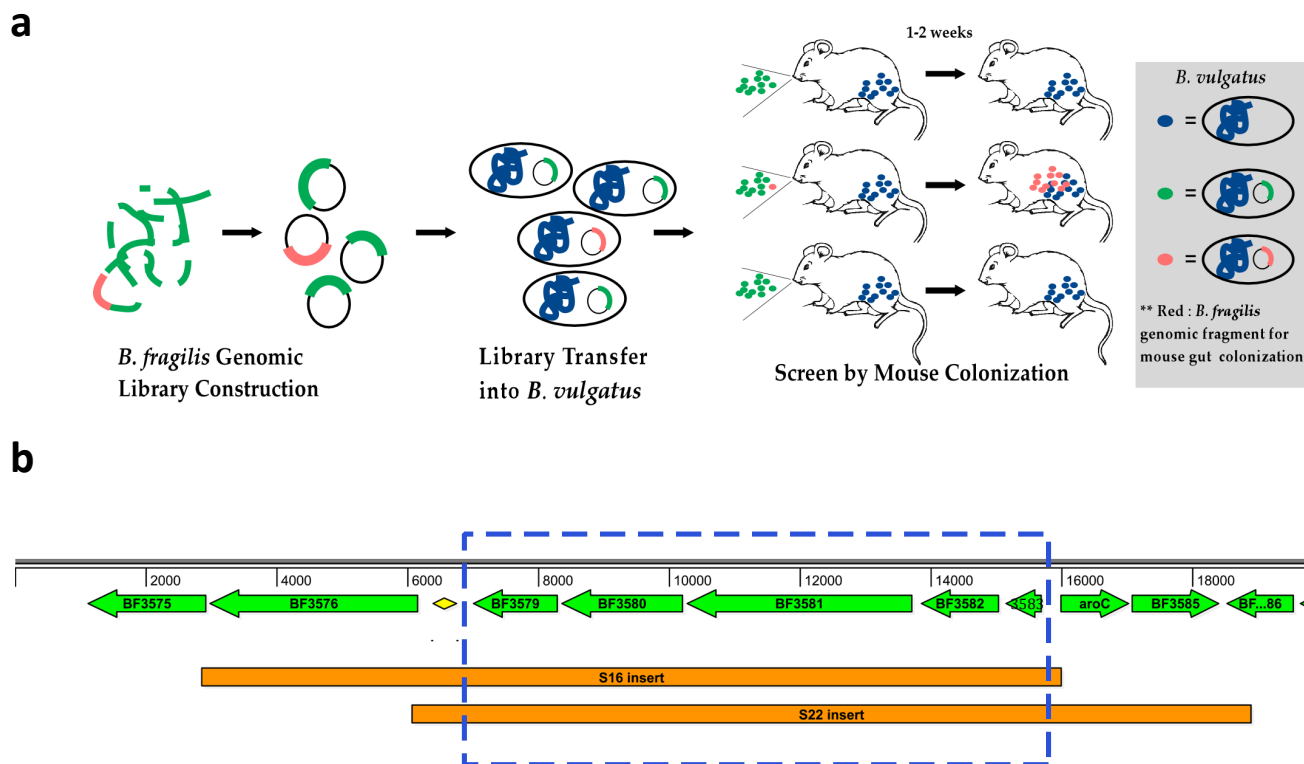 a
1-2 weeks
B. vulgatus
=
=
=
** Red : B. fragilis
genomic fragment for
mouse gut colonization
B. fragilis Genomic
Library Construction
Library Transfer
into B. vulgatus
Screen by Mouse Colonization
b
2000 4000 6000 8000 10000 12000 14000 16000 18000
BF3575 BF3576 BF3579 BF3580 BF3581 BF3582 3583 aroC BF3585 BF...86
S16 insert
S22 insert